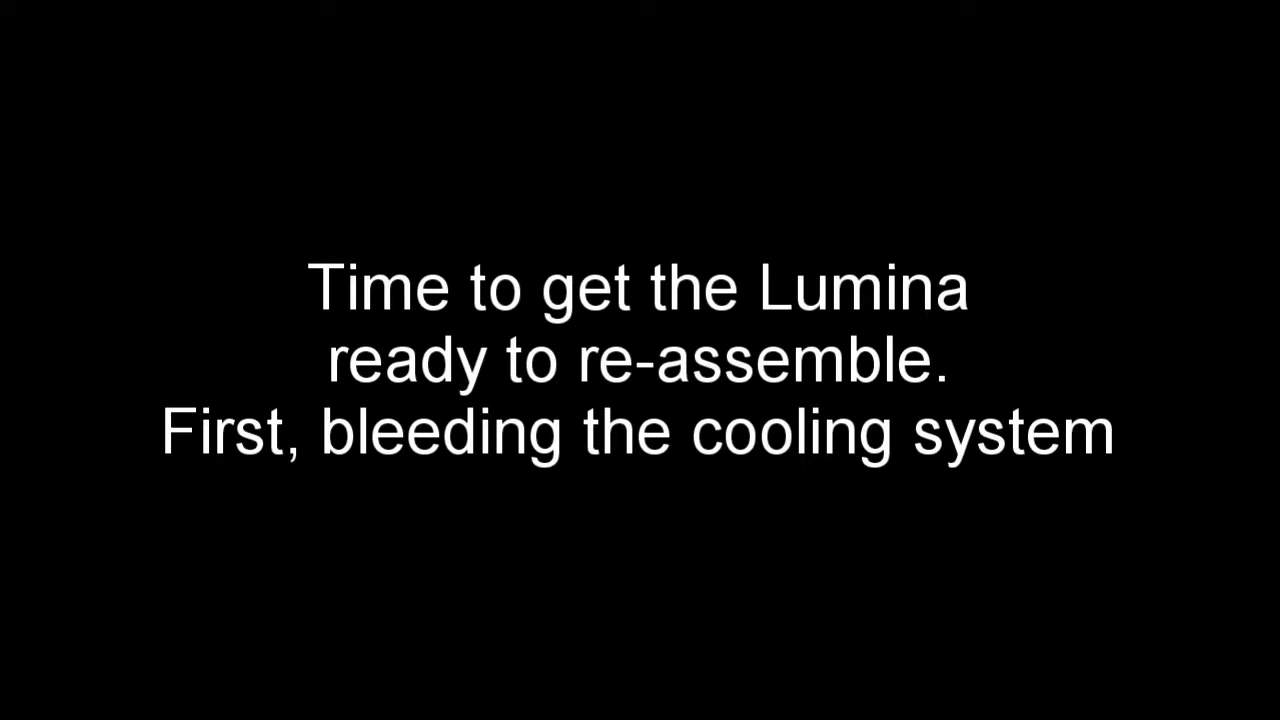 Time to get the Lumina
ready to re-assemble.
First, bleeding the cooling system